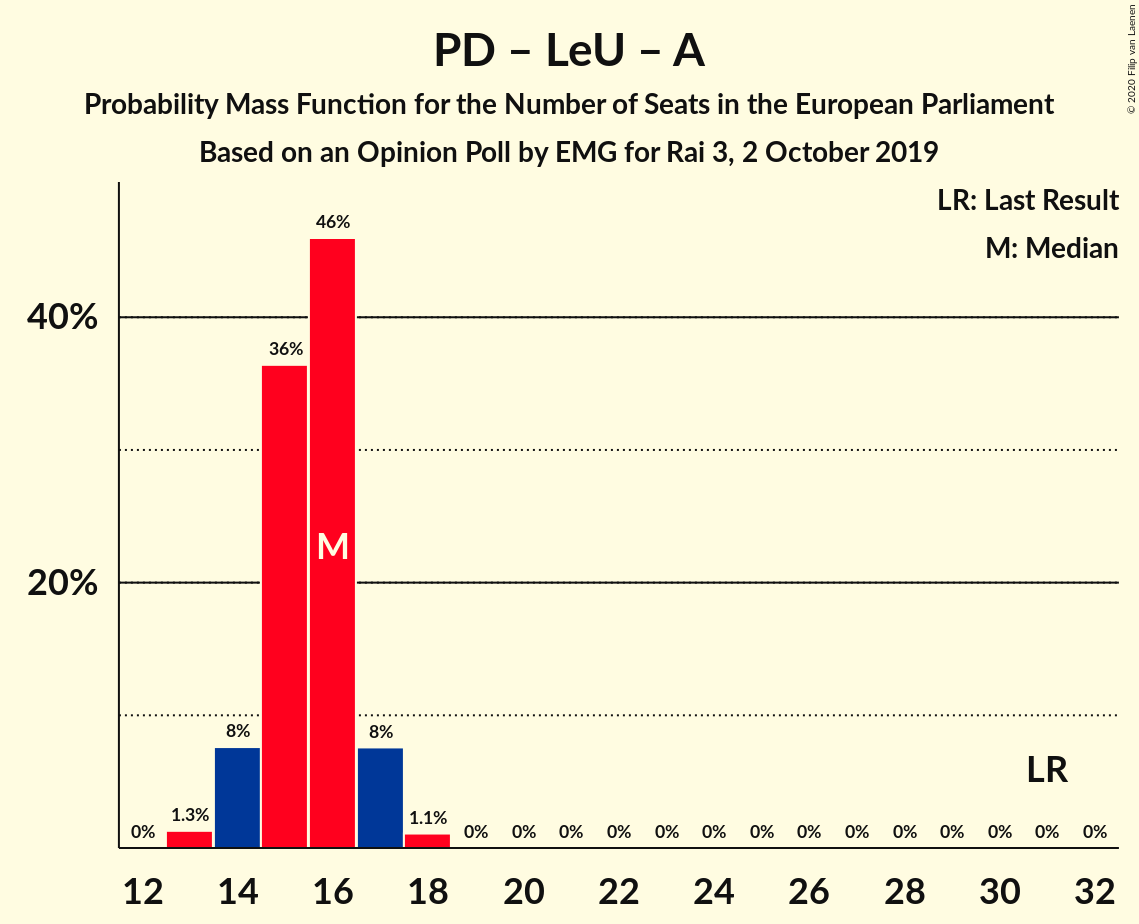 PD – LeU – A
Probability Mass Function for the Number of Seats in the European Parliament
Based on an Opinion Poll by EMG for Rai 3, 2 October 2019
© 2020 Filip van Laenen
LR: Last Result
M: Median
46%
40%
36%
M
20%
8%
8%
LR
0%
1.3%
1.1%
0% 0% 0% 0% 0% 0% 0% 0% 0% 0% 0% 0% 0% 0%
12 14 16 18 20 22 24 26 28 30 32